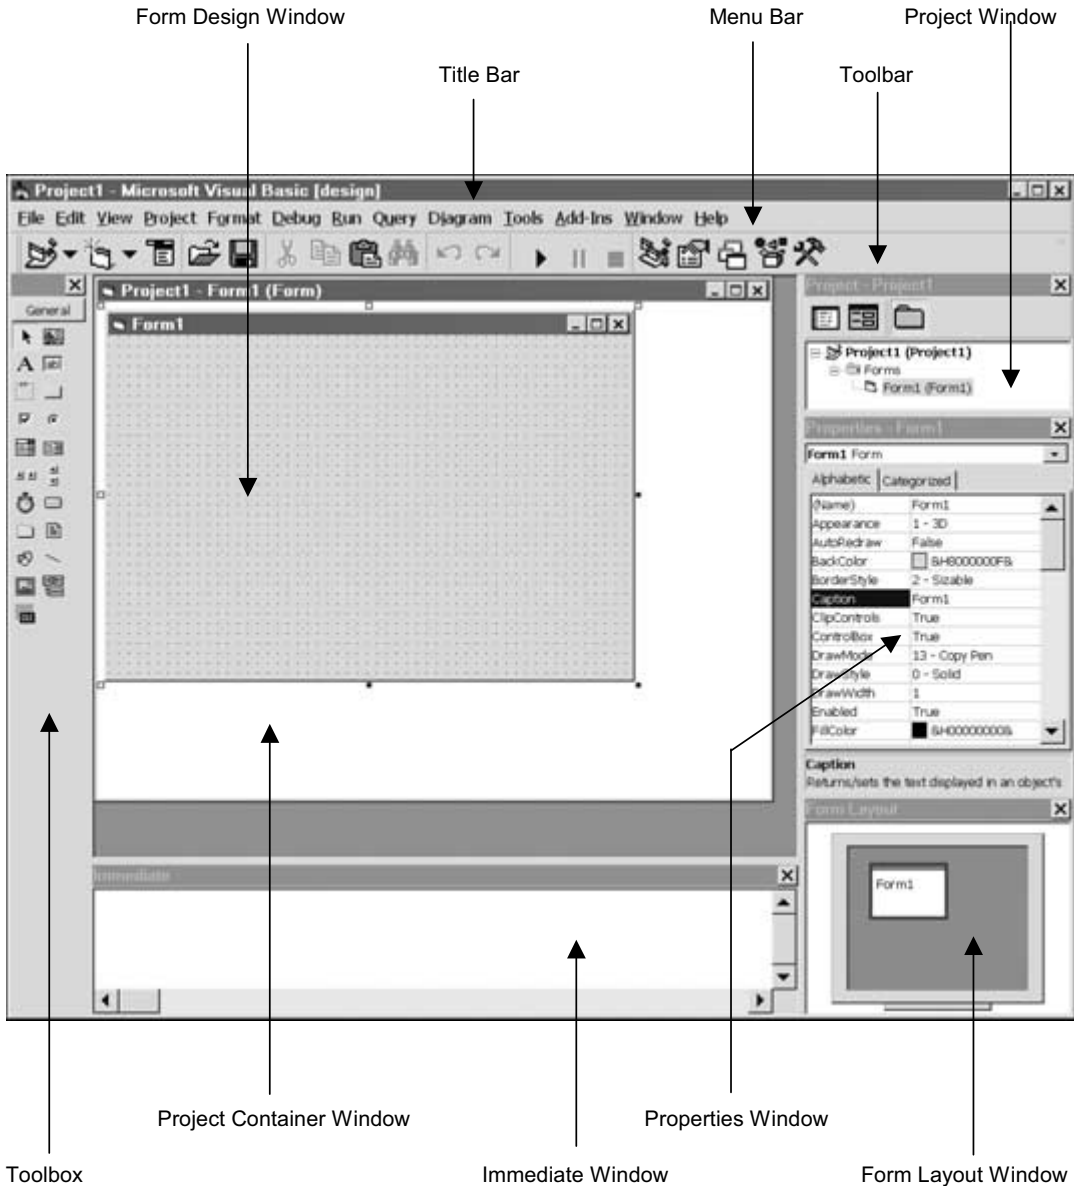 Form Design Window
Menu Bar
Project Window
Title Bar
Toolbar
Project1 - Microsoft Visual Basic [design]
File Edit View Project Format Debug Run Query Diagram Tools Add-Ins Window Help
General
A
Project1 - Form1 (Form)
Form1
Project - Project1
Project1 (Project1)
Forms
Form1 (Form1)
Properties - Form1
Form1 Form
Alphabetic Categorized
(Name) Form1
Appearance 1 - 3D
AutoRedraw False
BackColor &H8000000F&
BorderStyle 2 - Sizable
Caption Form1
ClipControls True
ControlBox True
DrawMode 13 - Copy Pen
DrawStyle 0 - Solid
DrawWidth 1
Enabled True
FillColor &H00000000&
Caption
Returns/sets the text displayed in an object's
Form Layout
Form1
Immediate
Project Container Window
Properties Window
Toolbox
Immediate Window
Form Layout Window